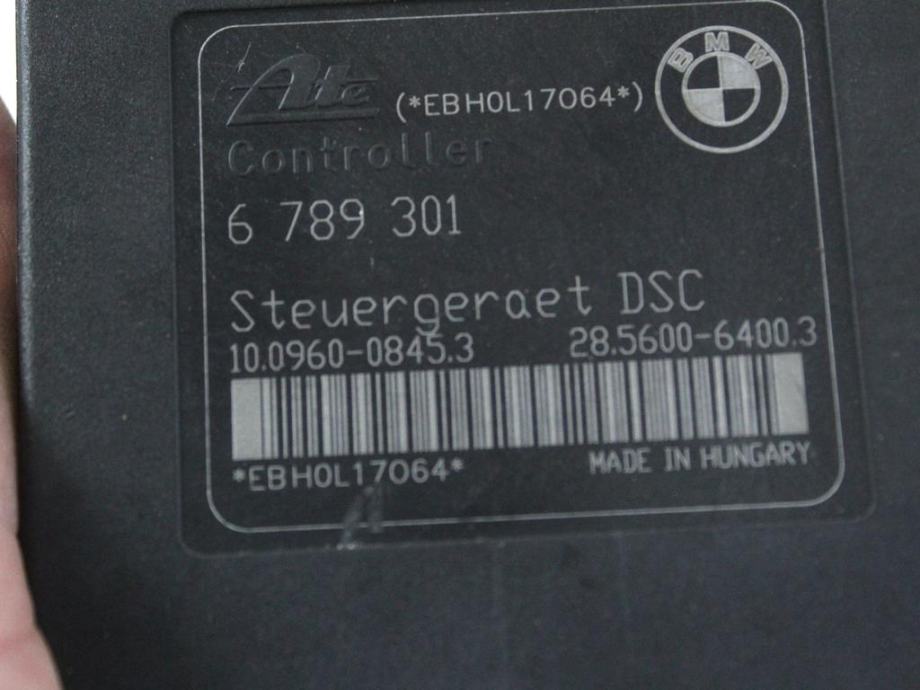 Ate (*EBH0L17064*) BMW
Controller
6 789 301
Steuergeraet DSC
10.0960-0845.3 28.5600-6400.3
*EBH0L17064*
MADE IN HUNGARY